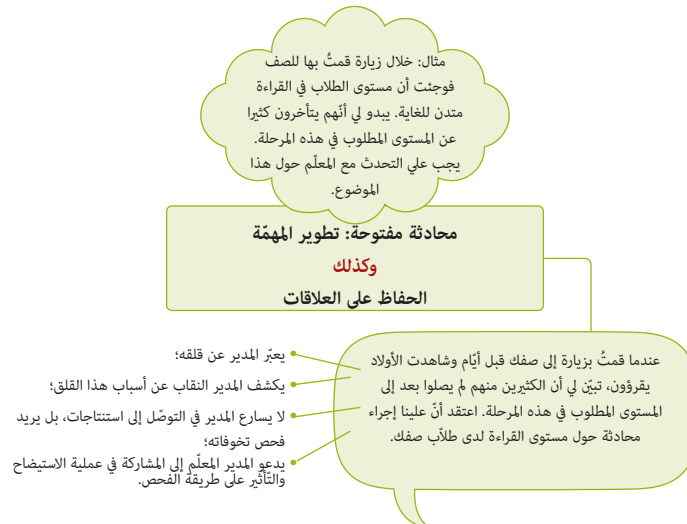 مثال: خلال زيارة قمتُ بها للصف
فوجئت أن مستوى الطلاب في القراءة
متدن للغاية. يبدو لي أنّهم يتأخرون كثيرا
عن المستوى المطلوب في هذه المرحلة.
يجب علي التحدث مع المعلّم حول هذا
الموضوع.
محادثة مفتوحة: تطوير المهمّة
وكذلك
الحفاظ على العلاقات
عندما قمتُ بزيارة إلى صفك قبل أيّام وشاهدت الأولاد
يقرؤون، تبيّن لي أن الكثيرين منهم لم يصلوا بعد إلى
المستوى المطلوب في هذه المرحلة. اعتقد أنّ علينا إجراء
محادثة حول مستوى القراءة لدى طلاّب صفك.
يعبّر المدير عن قلقه؛
يكشف المدير النقاب عن أسباب هذا القلق؛
لا يسارع المدير في التوصّل إلى استنتاجات، بل يريد
فحص تخوفاته؛
يدعو المدير المعلّم إلى المشاركة في عملية الاستيضاح
والتّأثير على طريقة الفحص.